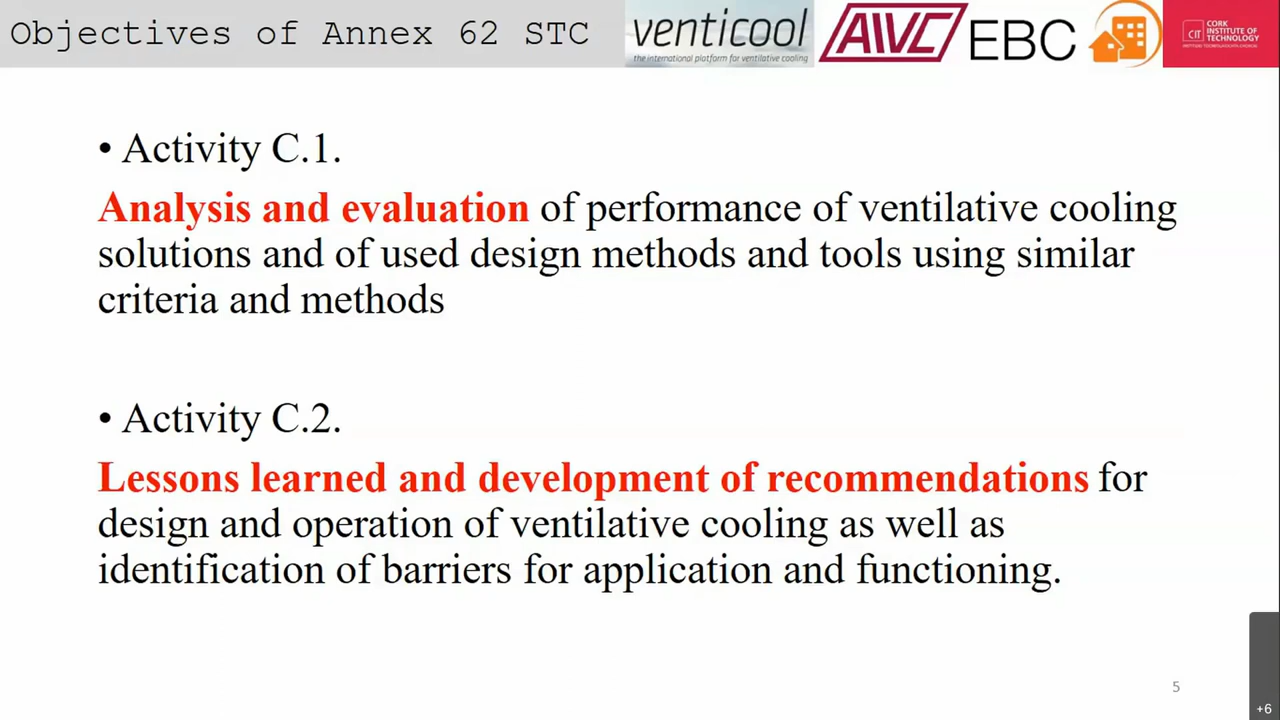 Objectives of Annex 62 STC
venticool
the international platform for ventilative cooling
AIVC
EBC
CIT
CORK
INSTITUTE OF
TECHNOLOGY
• Activity C.1.
Analysis and evaluation of performance of ventilative cooling
solutions and of used design methods and tools using similar
criteria and methods
• Activity C.2.
Lessons learned and development of recommendations for
design and operation of ventilative cooling as well as
identification of barriers for application and functioning.
5
+6